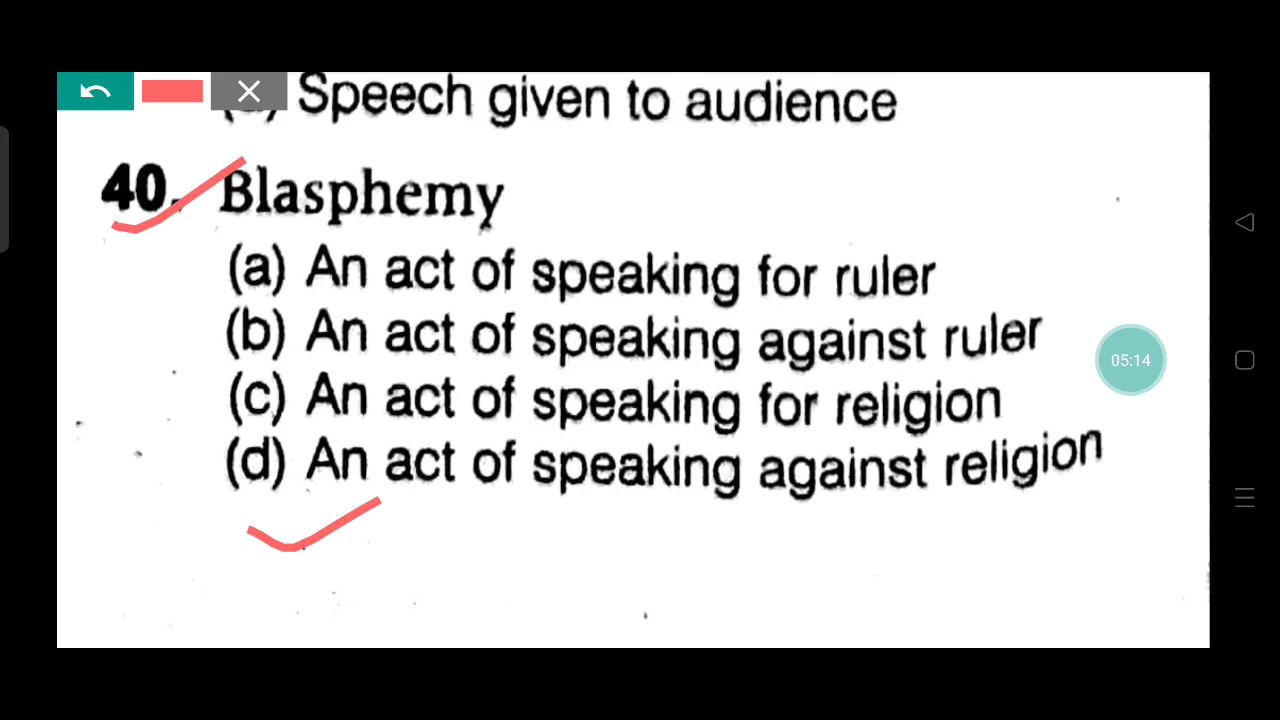 Speech given to audience
40. Blasphemy
(a) An act of speaking for ruler
(b) An act of speaking against ruler
(c) An act of speaking for religion
(d) An act of speaking against religion
05:14